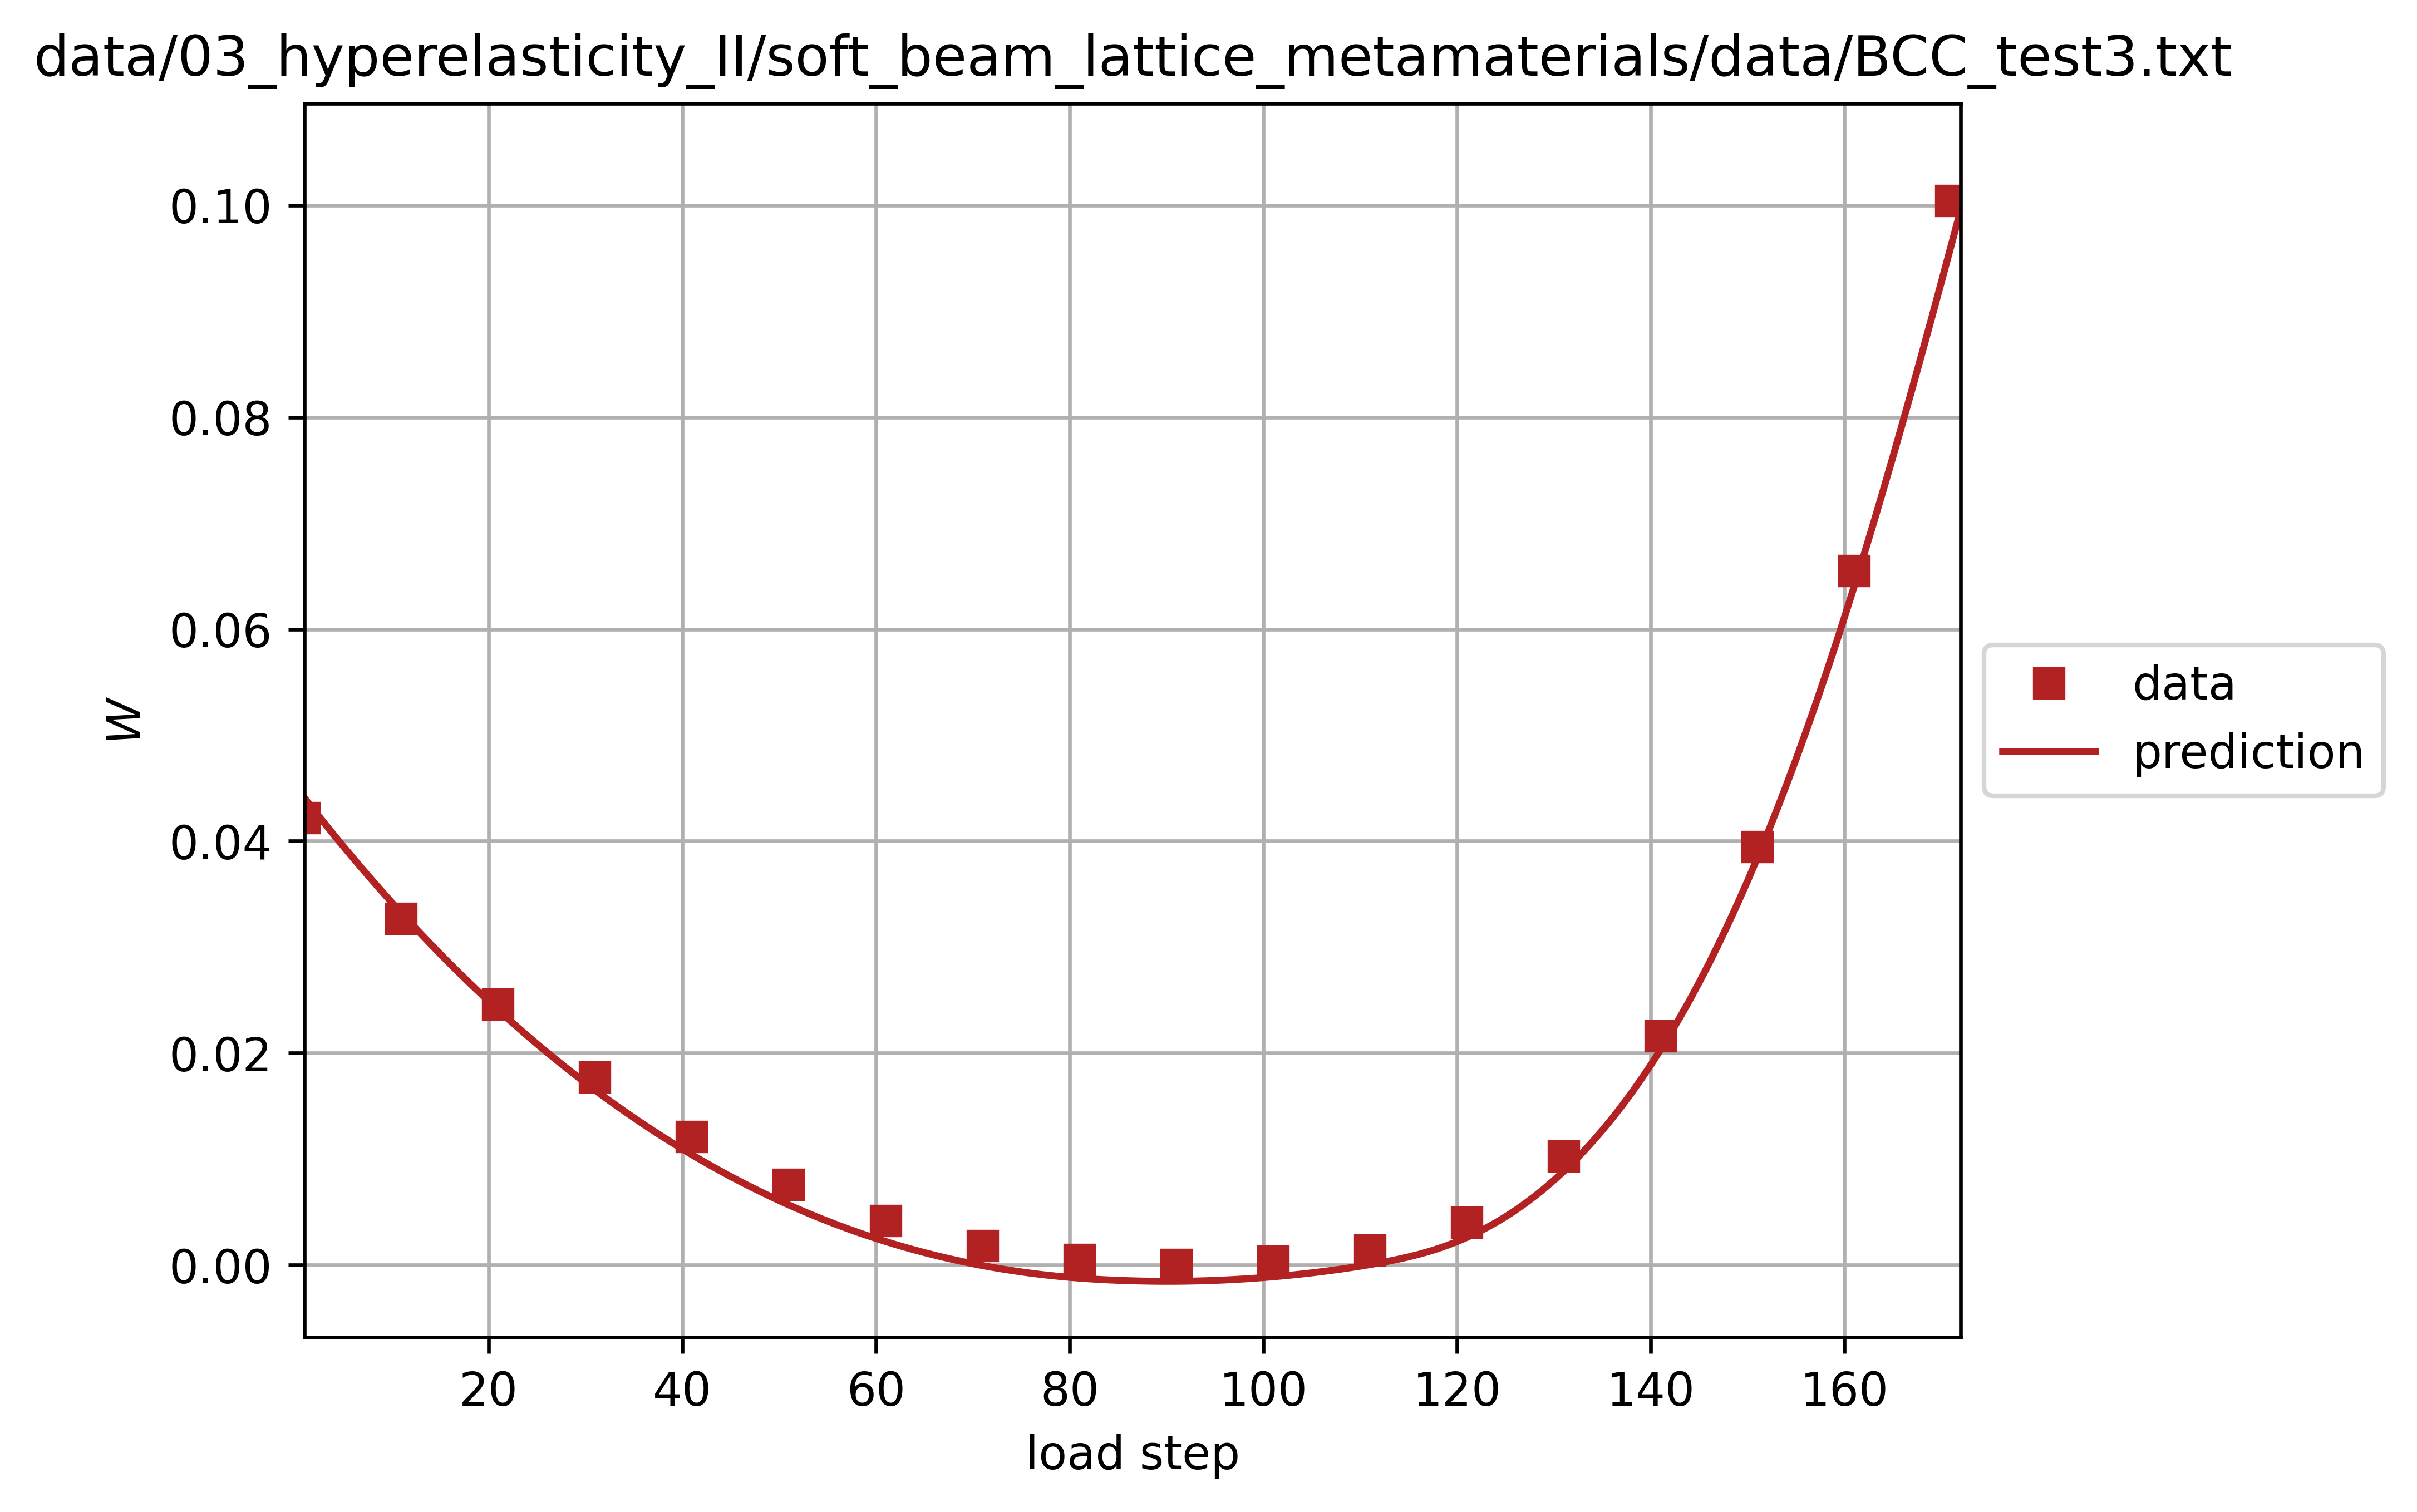 data/03_hyperelasticity_II/soft_beam_lattice_metamaterials/data/BCC_test3.txt
0.10
0.08
0.06
0.04
0.02
0.00
W
20 40 60 80 100 120 140 160
load step
data
prediction